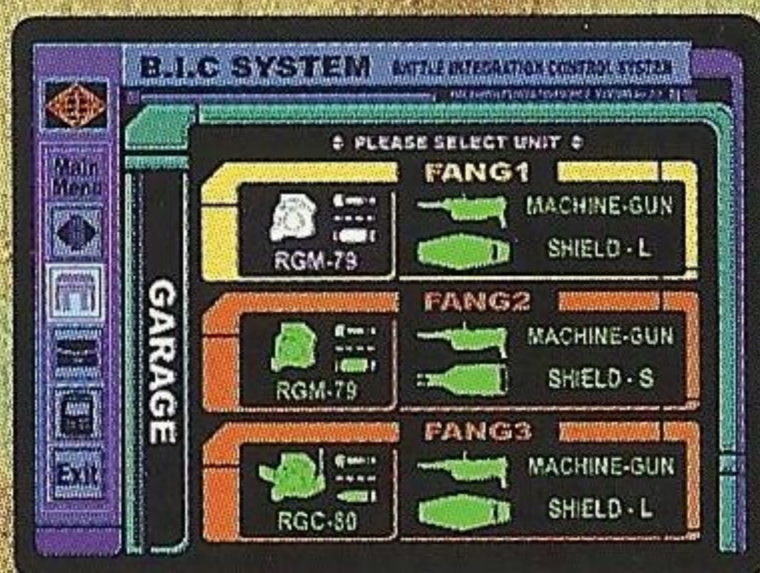 B.I.C SYSTEM BATTLE INTEGRATION CONTROL SYSTEM
PLEASE SELECT UNIT
Main Menu
GARAGE
Exit
FANG1
RGM-79
MACHINE-GUN
SHIELD - L
FANG2
RGM-79
MACHINE-GUN
SHIELD - S
FANG3
RGC-80
MACHINE-GUN
SHIELD - L